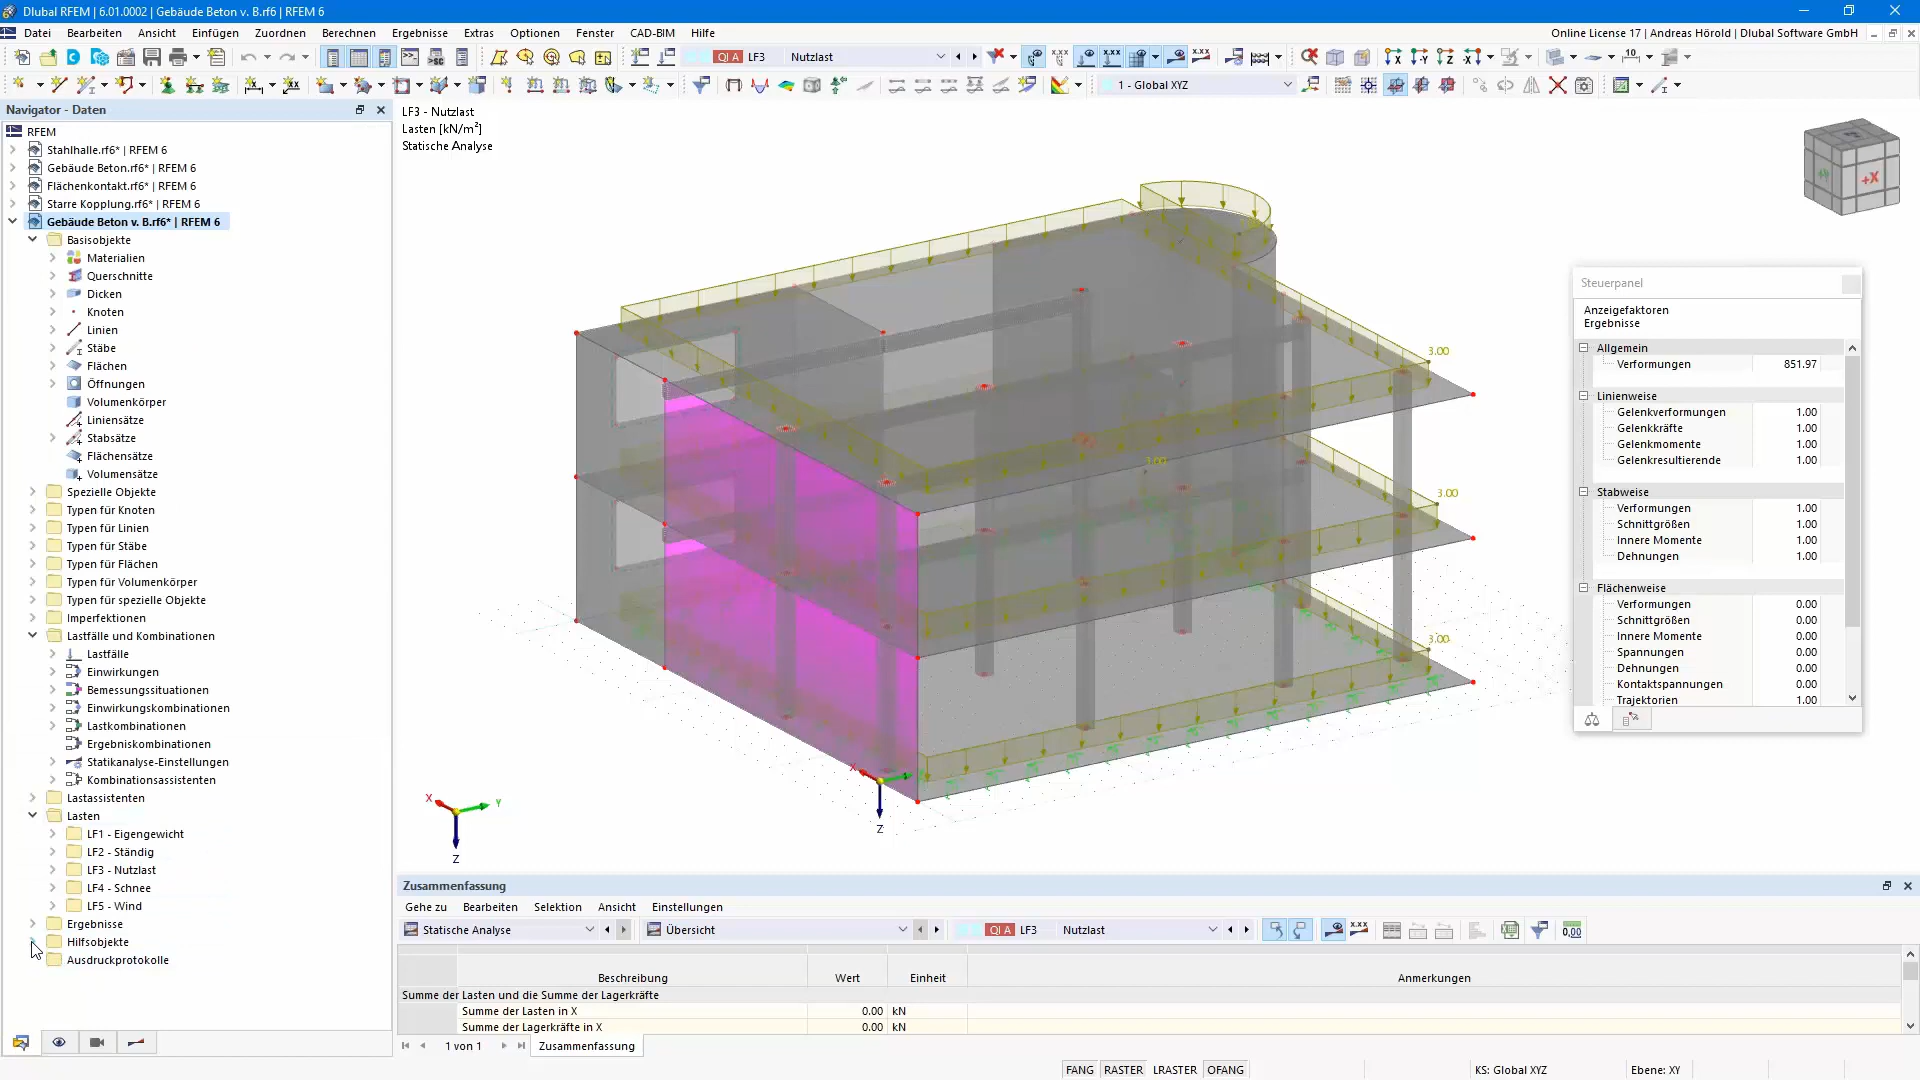 Dlubal RFEM | 6.01.0002 | Gebäude Beton v. B.rf6 | RFEM 6
Datei Bearbeiten Ansicht Einfügen Zuordnen Berechnen Ergebnisse Extras Optionen Fenster CAD-BIM Hilfe
Online License 17 | Andreas Hörold | Dlubal Software GmbH
QI A LF3 Nutzlast
1 - Global XYZ
Navigator - Daten
RFEM
Stahlhalle.rf6* | RFEM 6
Gebäude Beton.rf6* | RFEM 6
Flächenkontakt.rf6* | RFEM 6
Starre Kopplung.rf6* | RFEM 6
Gebäude Beton v. B.rf6* | RFEM 6
Basisobjekte
Materialien
Querschnitte
Dicken
Knoten
Linien
Stäbe
Flächen
Öffnungen
Volumenkörper
Liniensätze
Stabsätze
Flächensätze
Volumensätze
Spezielle Objekte
Typen für Knoten
Typen für Linien
Typen für Stäbe
Typen für Flächen
Typen für Volumenkörper
Typen für spezielle Objekte
Imperfektionen
Lastfälle und Kombinationen
Lastfälle
Einwirkungen
Bemessungssituationen
Einwirkungskombinationen
Lastkombinationen
Ergebniskombinationen
Statikanalyse-Einstellungen
Kombinationsassistenten
Lastassistenten
Lasten
LF1 - Eigengewicht
LF2 - Ständig
LF3 - Nutzlast
LF4 - Schnee
LF5 - Wind
Ergebnisse
Hilfsobjekte
Ausdruckprotokolle
LF3 - Nutzlast
Lasten [kN/m²]
Statische Analyse
+X
3.00
3.00
3.00
3.00
X
X Y
Z
Z
Steuerpanel
Anzeigefaktoren
Ergebnisse
Allgemein
Verformungen 851.97
Linienweise
Gelenkverformungen 1.00
Gelenkkräfte 1.00
Gelenkmomente 1.00
Gelenkresultierende 1.00
Stabweise
Verformungen 1.00
Schnittgrößen 1.00
Innere Momente 1.00
Dehnungen 1.00
Flächenweise
Verformungen 0.00
Schnittgrößen 0.00
Innere Momente 0.00
Spannungen 0.00
Dehnungen 0.00
Kontaktspannungen 0.00
Trajektorien 1.00
Zusammenfassung
Gehe zu Bearbeiten Selektion Ansicht Einstellungen
Statische Analyse Übersicht QI A LF3 Nutzlast 0,00
Beschreibung Wert Einheit Anmerkungen
Summe der Lasten und die Summe der Lagerkräfte
Summe der Lasten in X 0.00 kN
Summe der Lagerkräfte in X 0.00 kN
1 von 1 Zusammenfassung
FANG RASTER LRASTER OFANG KS: Global XYZ Ebene: XY